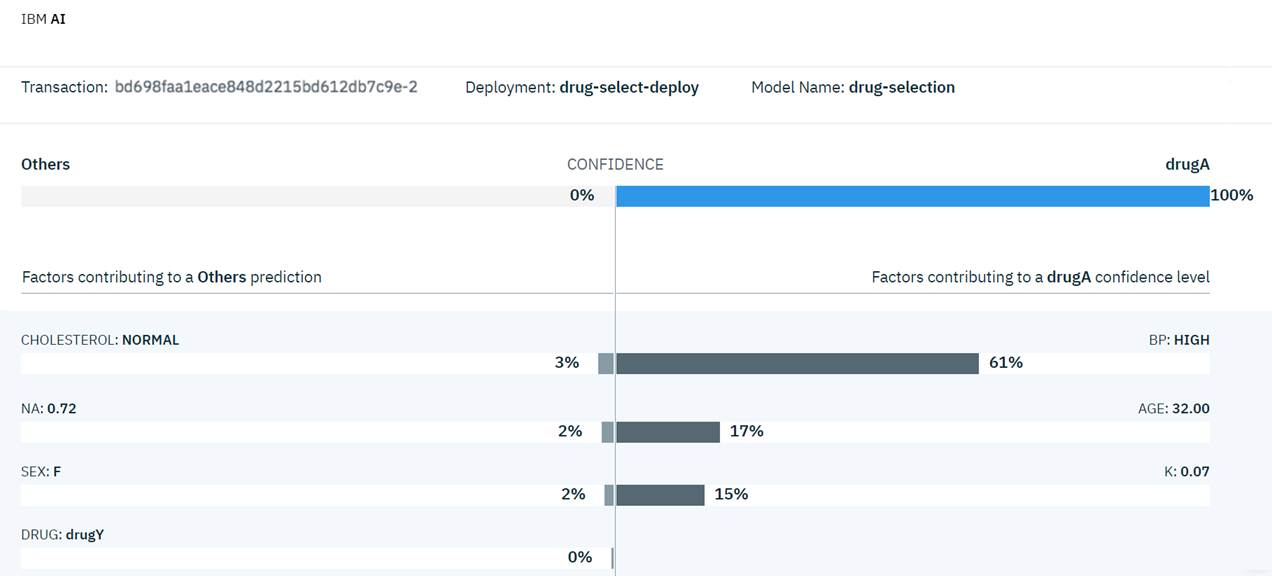 IBM AI
Transaction: bd698faa1eace848d2215bd612db7c9e-2 Deployment: drug-select-deploy Model Name: drug-selection
Others CONFIDENCE drugA
0% 100%
Factors contributing to a Others prediction Factors contributing to a drugA confidence level
CHOLESTEROL: NORMAL BP: HIGH
3% 61%
NA: 0.72 AGE: 32.00
2% 17%
SEX: F K: 0.07
2% 15%
DRUG: drugY
0%